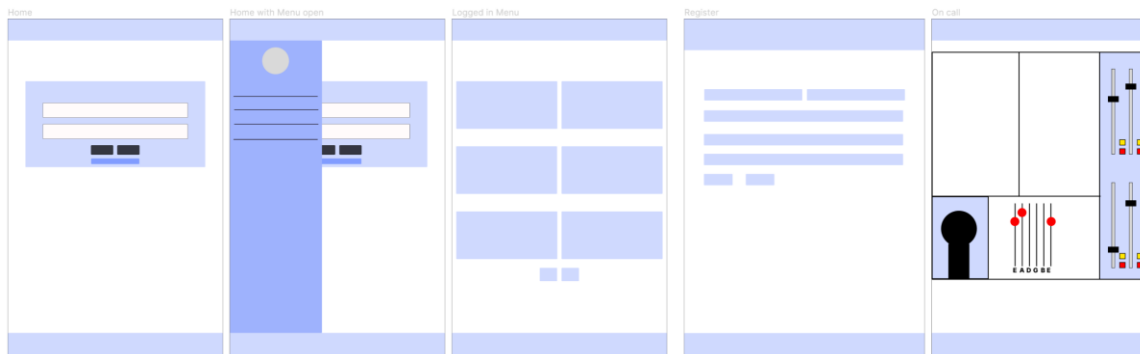 Home
Home with Menu open
Logged in Menu
Register
On call
E A D G B E